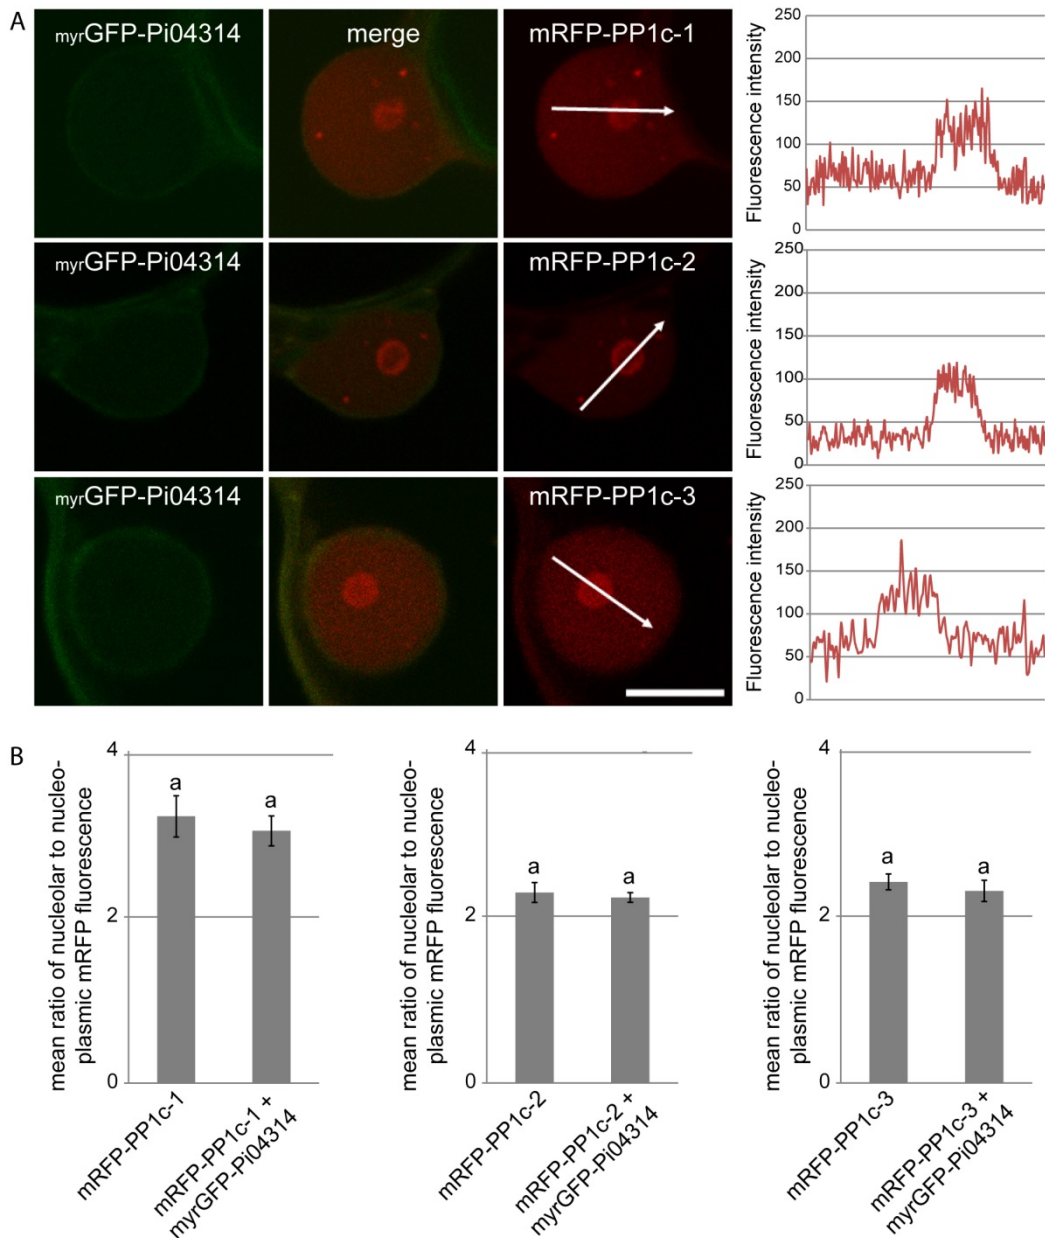 A
myrGFP-Pi04314
merge
mRFP-PP1c-1
Fluorescence intensity
250
200
150
100
50
0
myrGFP-Pi04314
mRFP-PP1c-2
Fluorescence intensity
250
200
150
100
50
0
myrGFP-Pi04314
mRFP-PP1c-3
Fluorescence intensity
250
200
150
100
50
0
B
mean ratio of nucleolar to nucleo-
plasmic mRFP fluorescence
4
2
0
a
a
mRFP-PP1c-1
mRFP-PP1c-1 +
myrGFP-Pi04314
mean ratio of nucleolar to nucleo-
plasmic mRFP fluorescence
4
2
0
a
a
mRFP-PP1c-2
mRFP-PP1c-2 +
myrGFP-Pi04314
mean ratio of nucleolar to nucleo-
plasmic mRFP fluorescence
4
2
0
a
a
mRFP-PP1c-3
mRFP-PP1c-3 +
myrGFP-Pi04314